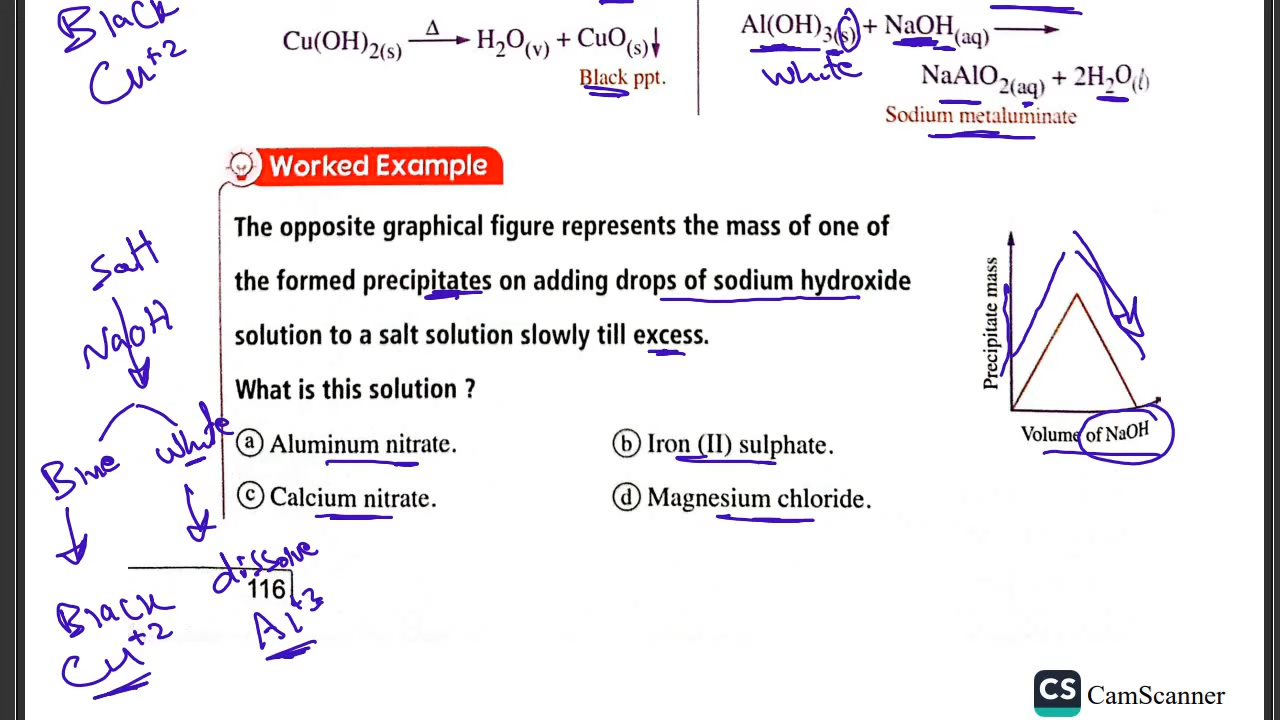 Black
Cu+2
Cu(OH)2(s) Δ→ H2O(v) + CuO(s)↓
Black ppt.
Al(OH)3(s) + NaOH(aq) →
white
NaAlO2(aq) + 2H2O(l)
Sodium metaluminate
Worked Example
The opposite graphical figure represents the mass of one of
the formed precipitates on adding drops of sodium hydroxide
solution to a salt solution slowly till excess.
What is this solution ?
a Aluminum nitrate.
b Iron (II) sulphate.
c Calcium nitrate.
d Magnesium chloride.
Precipitate mass
Volume of NaOH
Salt
NaOH
Blue
white
Black
Cu+2
dissolve
Al+3
116
CS CamScanner